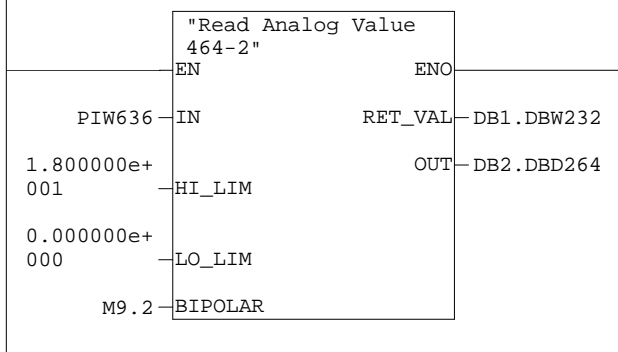 "Read Analog Value
464-2"
EN ENO
PIW636 IN RET_VAL DB1.DBW232
1.800000e+ OUT DB2.DBD264
001 HI_LIM
0.000000e+
000 LO_LIM
M9.2 BIPOLAR